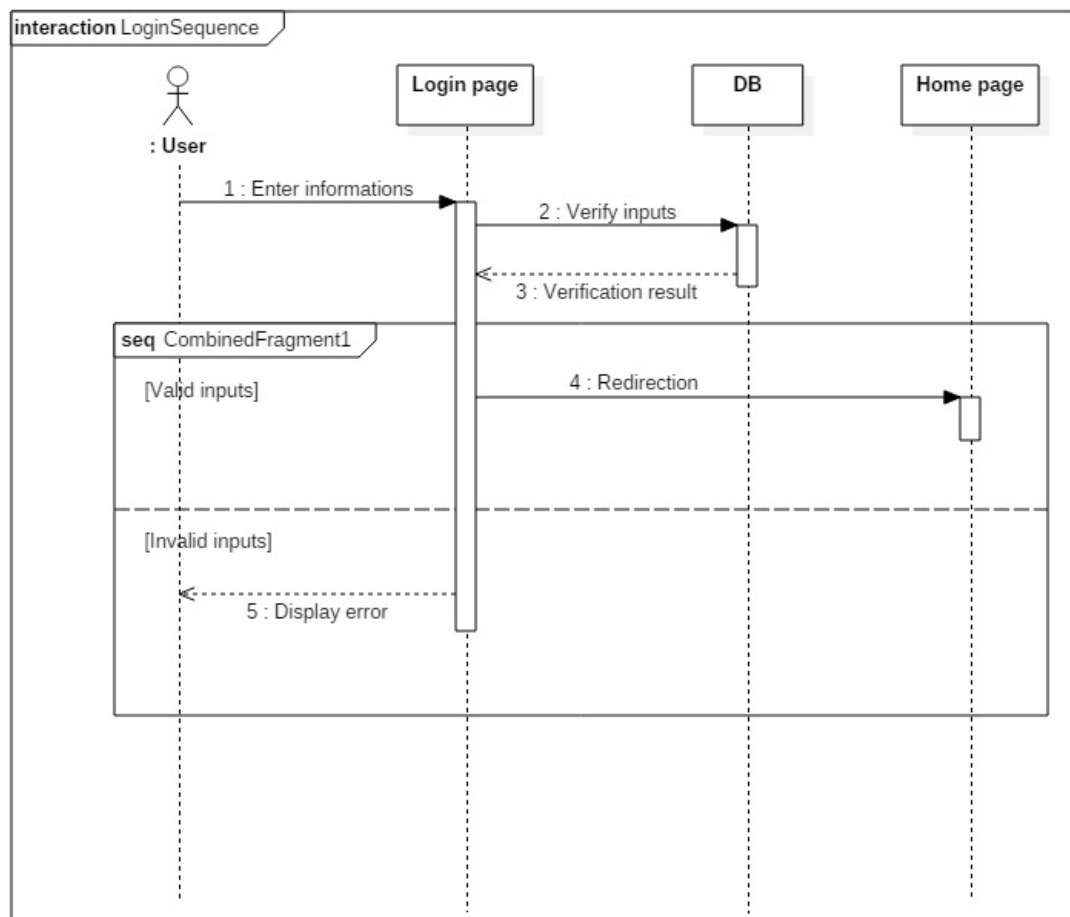 interaction LoginSequence
: User
Login page
DB
Home page
1 : Enter informations
2 : Verify inputs
3 : Verification result
seq CombinedFragment1
[Valid inputs]
4 : Redirection
[Invalid inputs]
5 : Display error